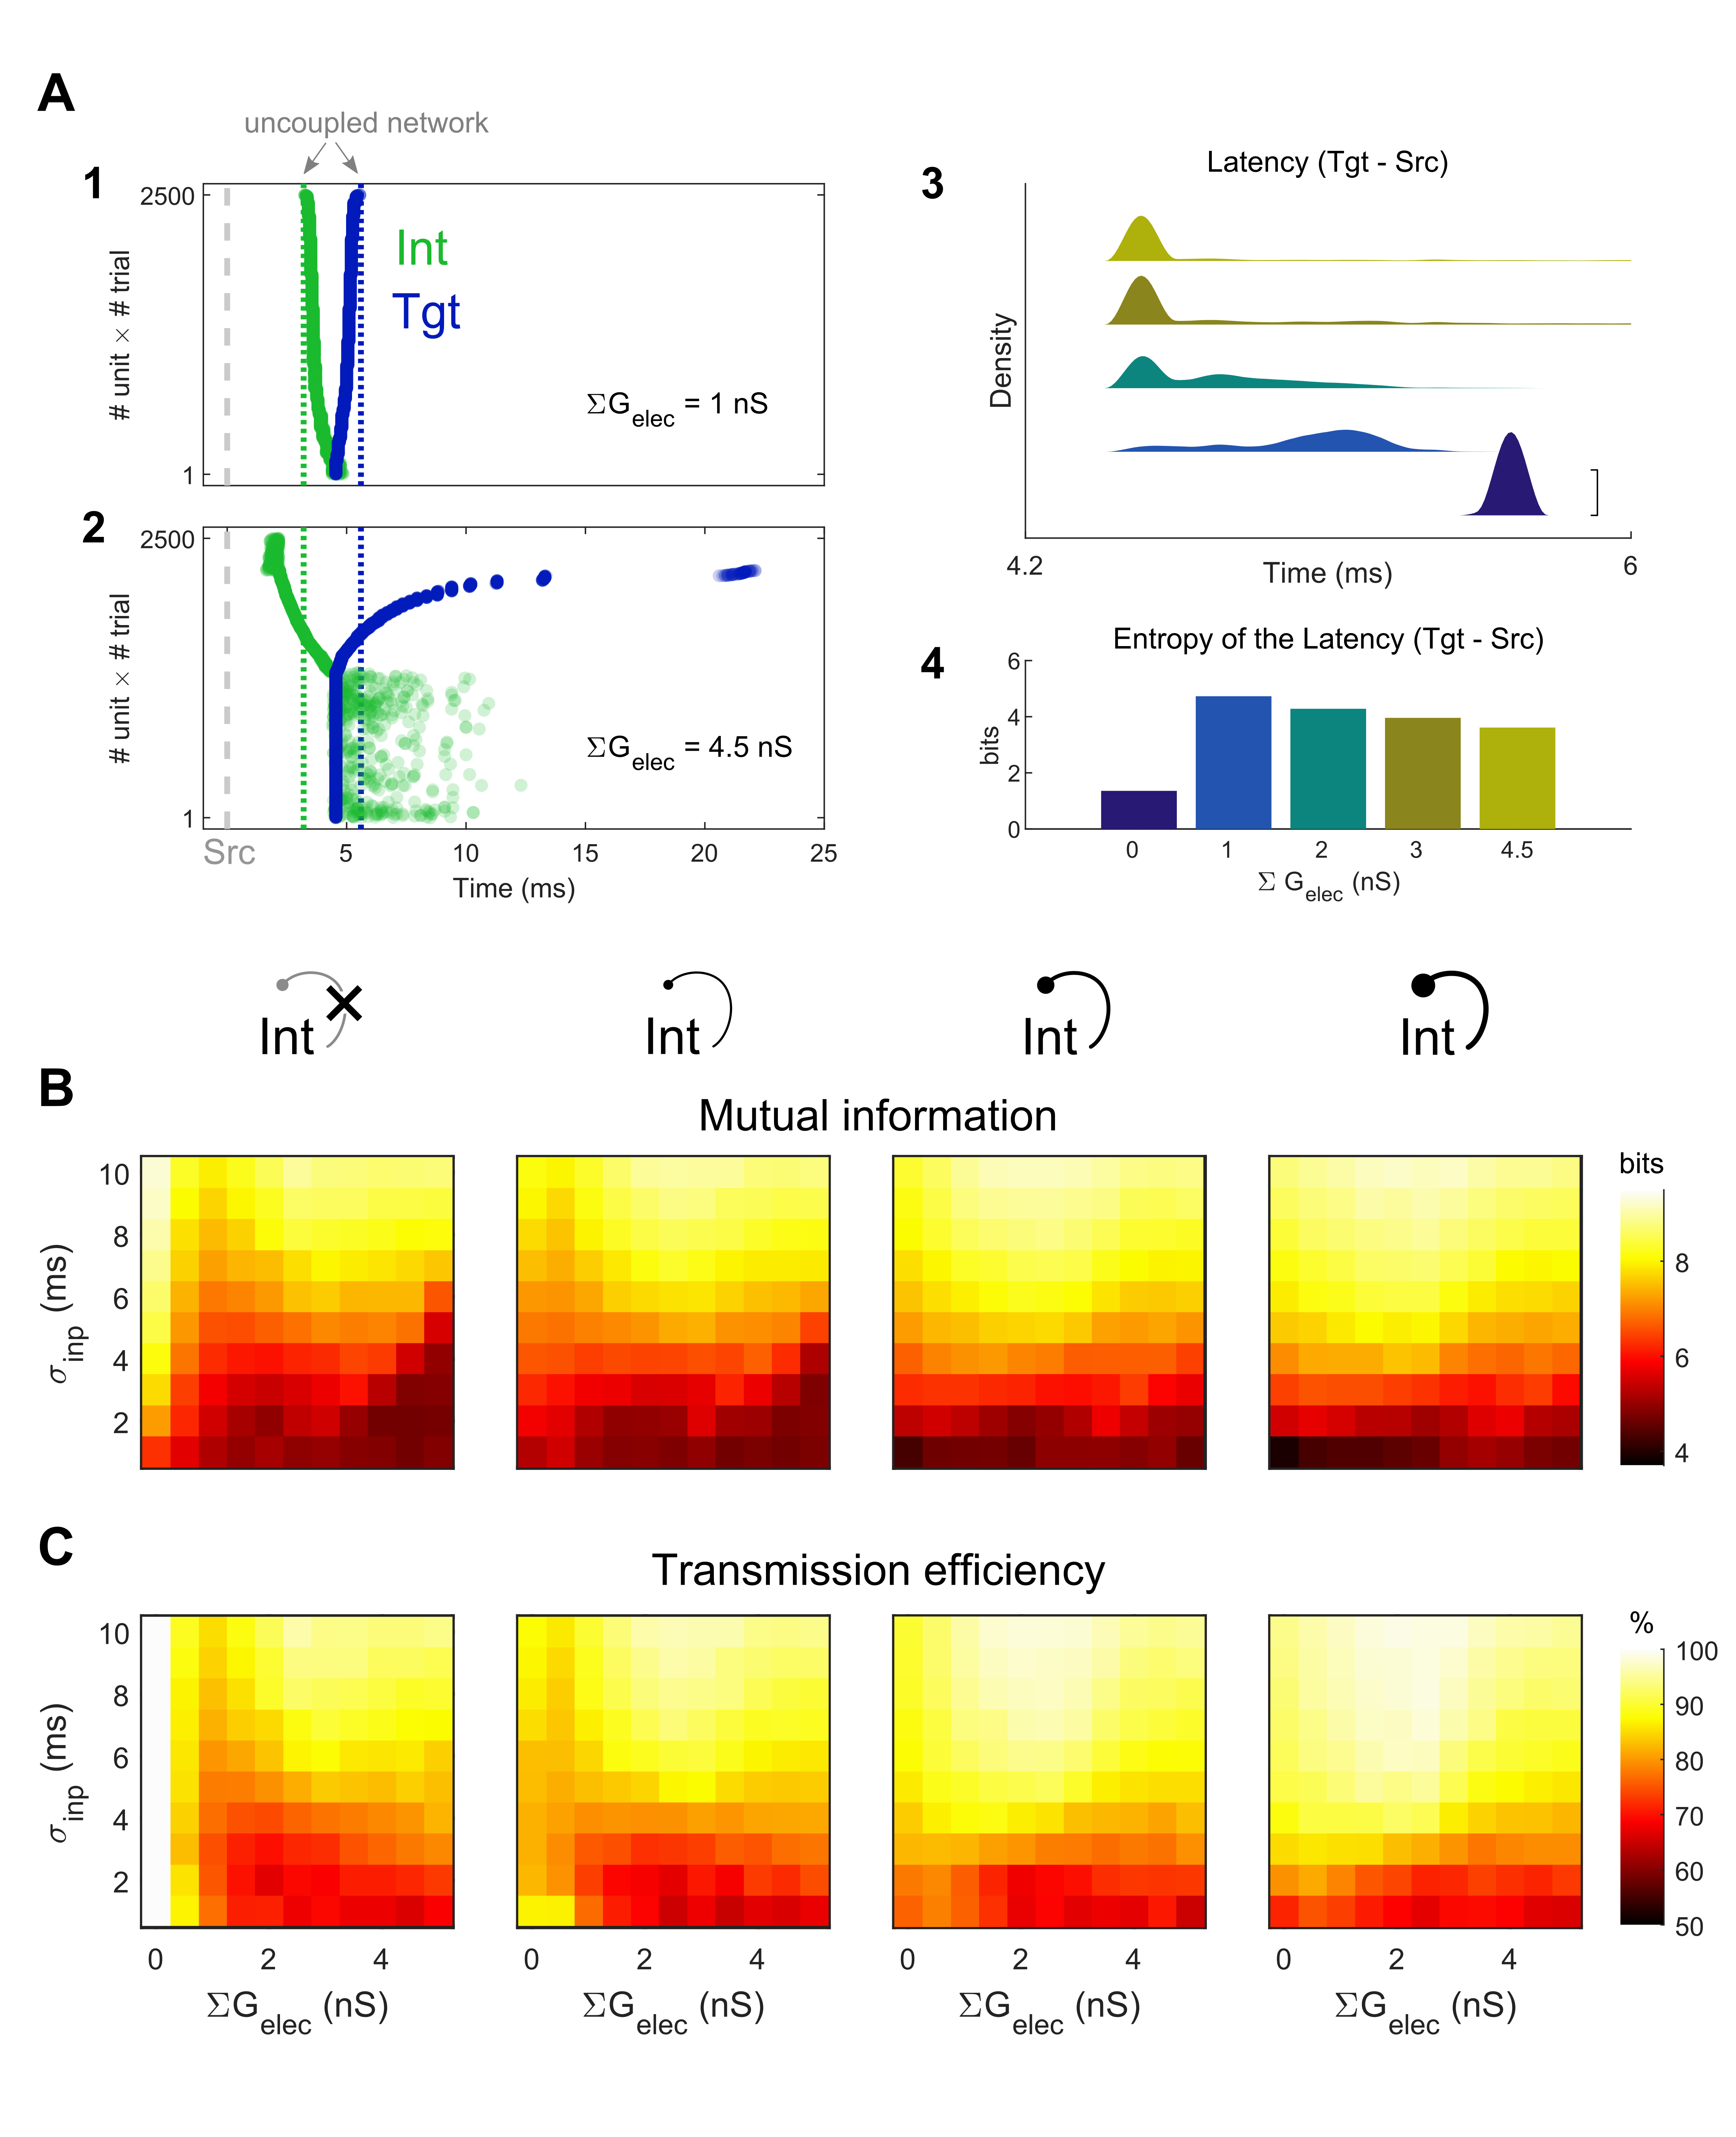 A
uncoupled network
1
2500
1
# unit × # trial
Int
Tgt
ΣGelec = 1 nS
2
2500
1
# unit × # trial
ΣGelec = 4.5 nS
Src
5 10 15 20 25
Time (ms)
3
Latency (Tgt - Src)
Density
4.2 6
Time (ms)
4
Entropy of the Latency (Tgt - Src)
6
4
2
0
bits
0 1 2 3 4.5
Σ Gelec (nS)
Int Int Int Int
B
Mutual information
10
8
6
4
2
σinp (ms)
bits
8
6
4
C
Transmission efficiency
10
8
6
4
2
σinp (ms)
%
100
90
80
70
60
50
0 2 4 0 2 4 0 2 4 0 2 4
ΣGelec (nS) ΣGelec (nS) ΣGelec (nS) ΣGelec (nS)